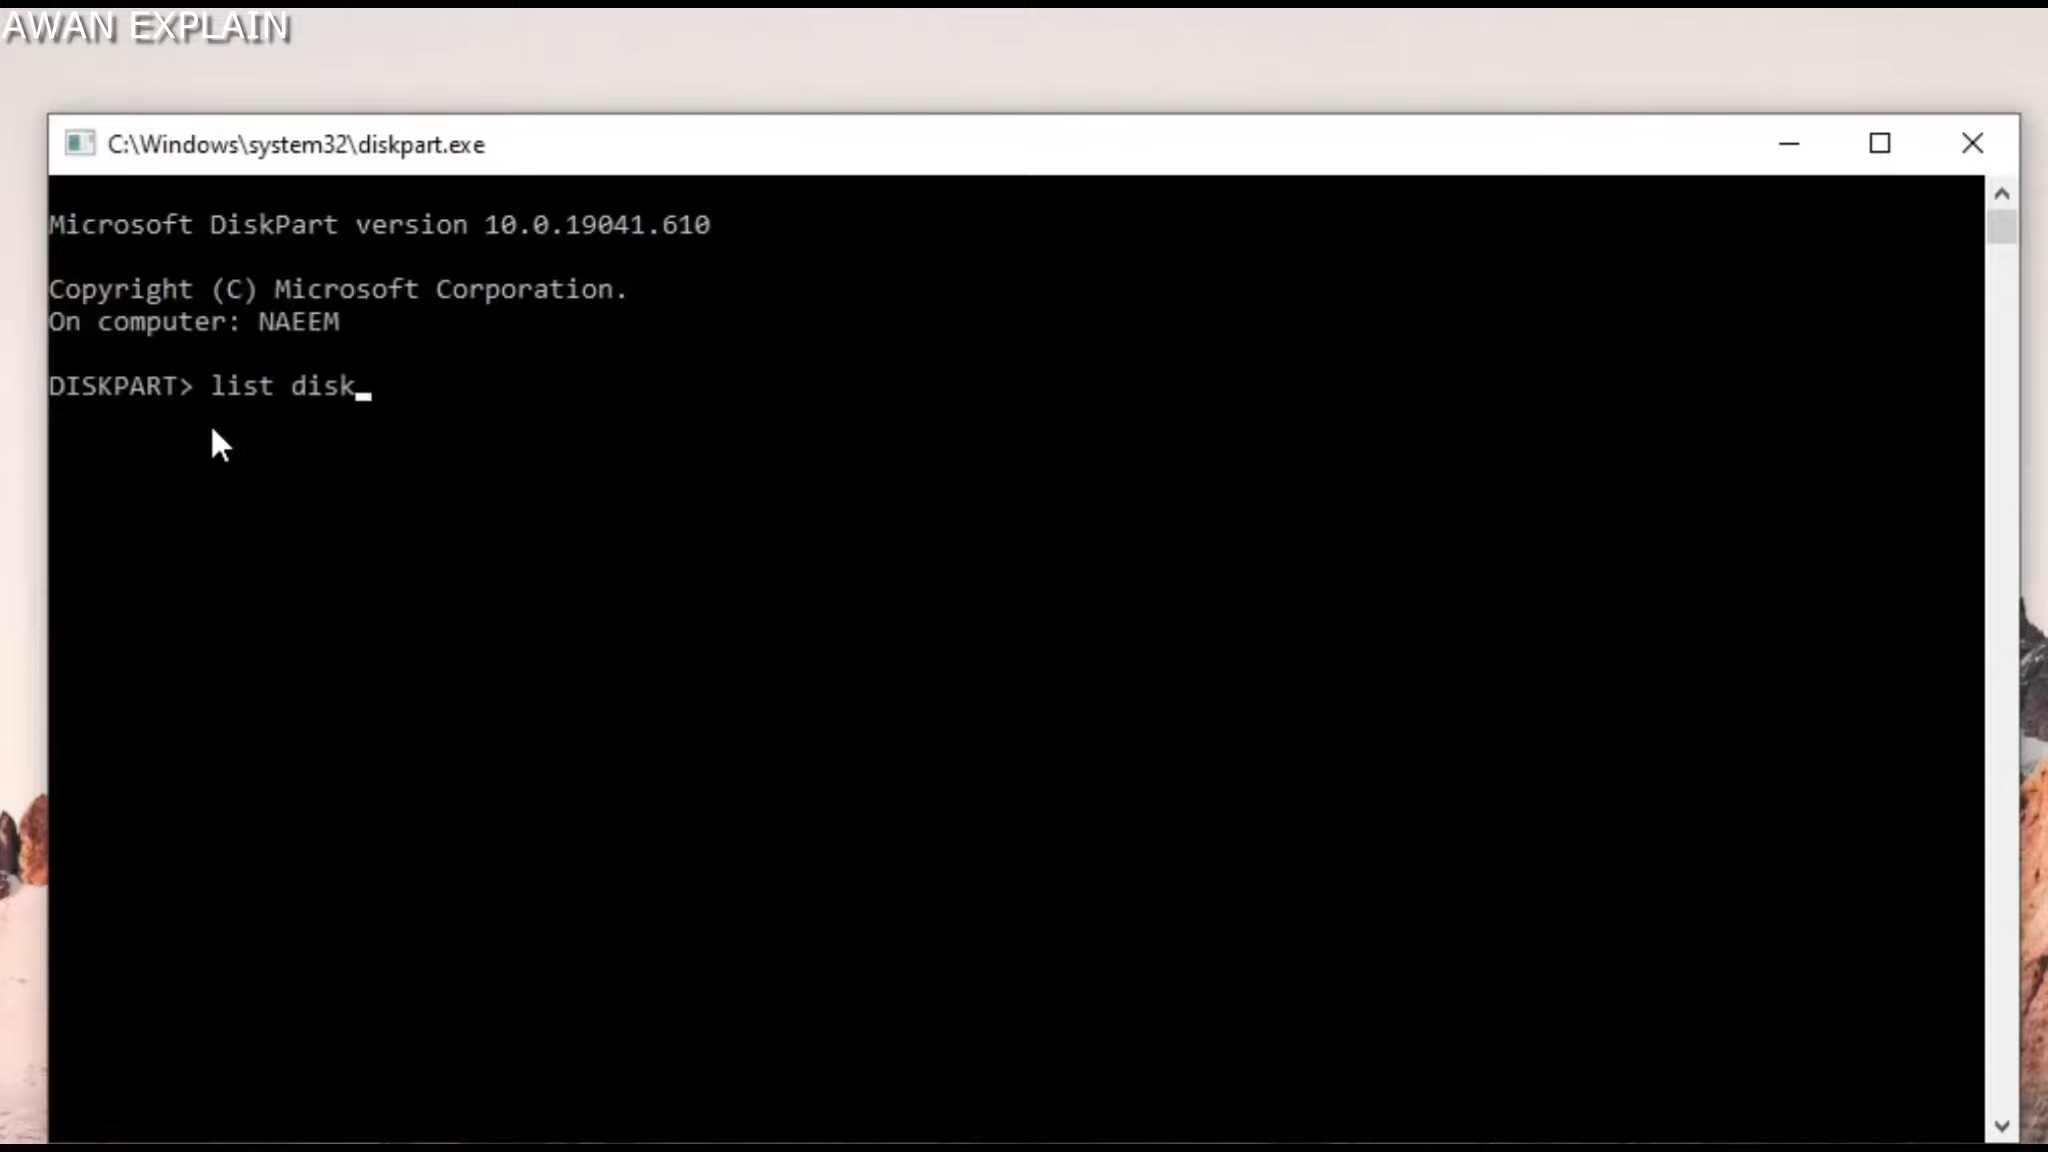 AWAN EXPLAIN
C:\Windows\system32\diskpart.exe
Microsoft DiskPart version 10.0.19041.610
Copyright (C) Microsoft Corporation.
On computer: NAEEM
DISKPART> list disk